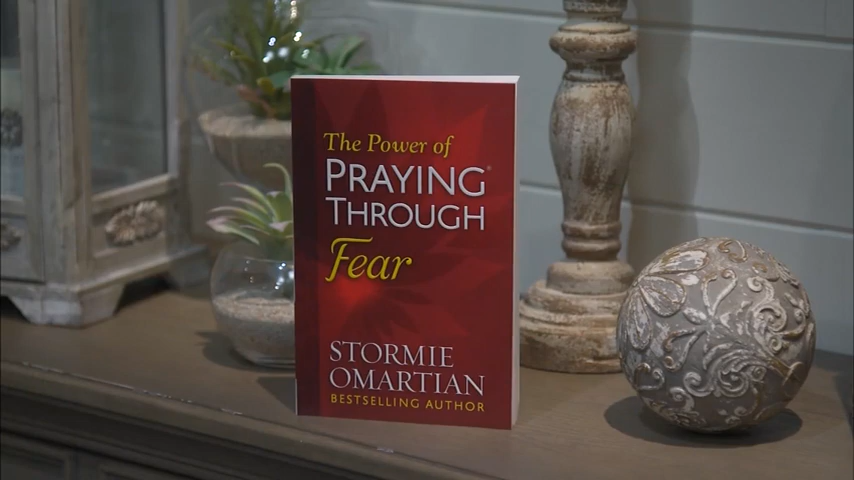 The Power of
PRAYING®
THROUGH
Fear
STORMIE
OMARTIAN
BESTSELLING AUTHOR